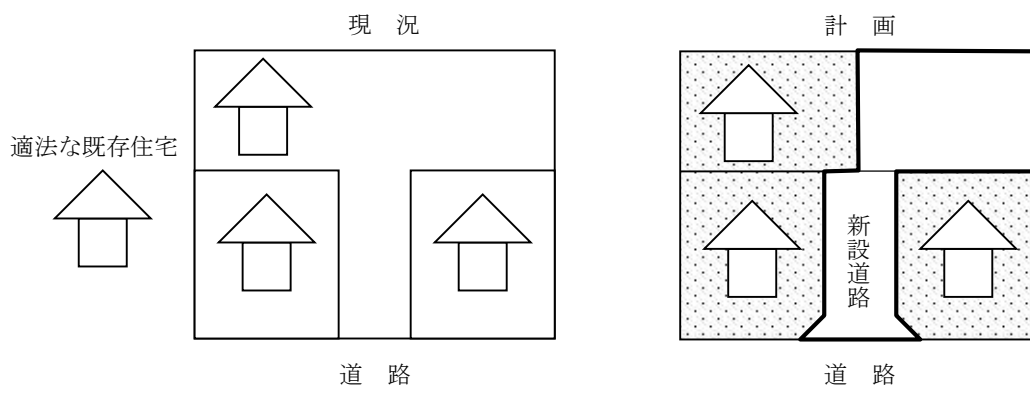 現　況
計　画
適法な既存住宅
新設道路
道　路
道　路